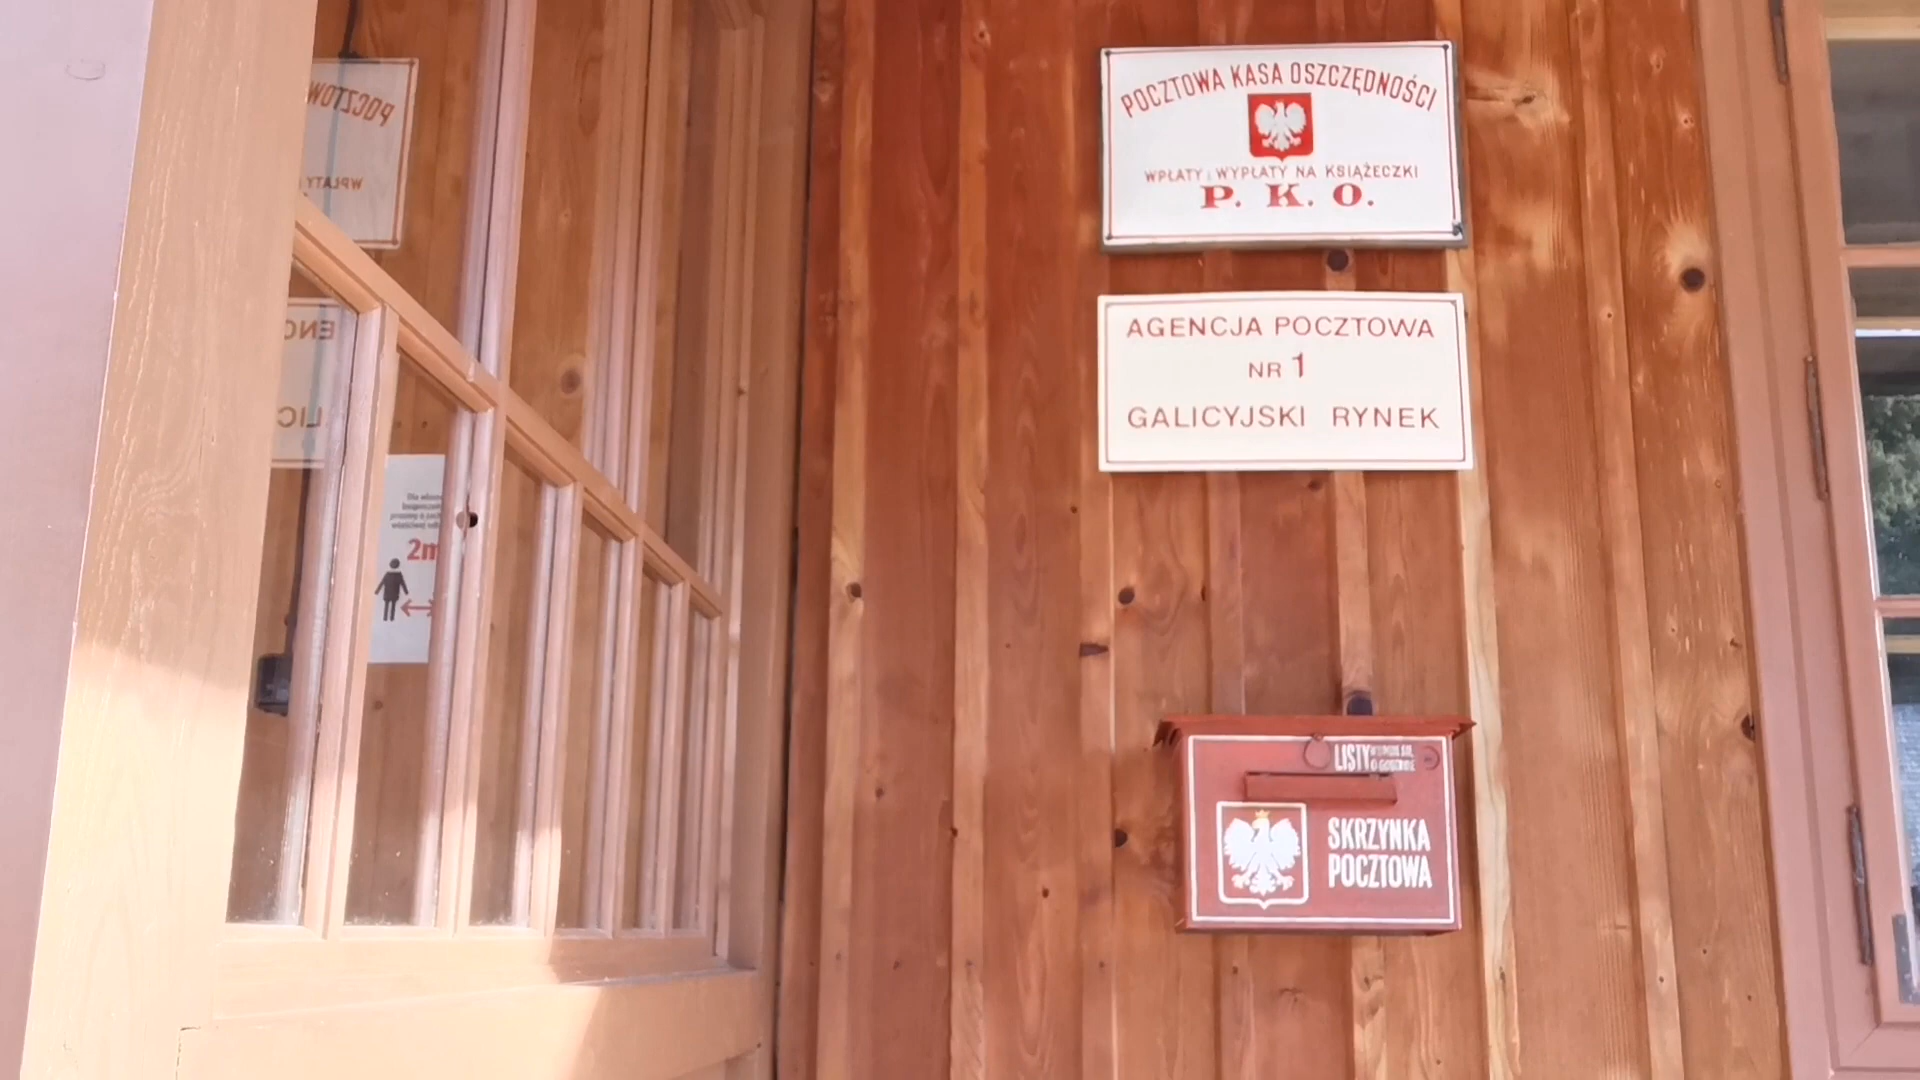 POCZTOWA KASA OSZCZĘDNOŚCI
WPŁATY i WYPŁATY NA KSIĄŻECZKI
P. K. O.
AGENCJA POCZTOWA
NR 1
GALICYJSKI RYNEK
2m
LISTY
SKRZYNKA
POCZTOWA